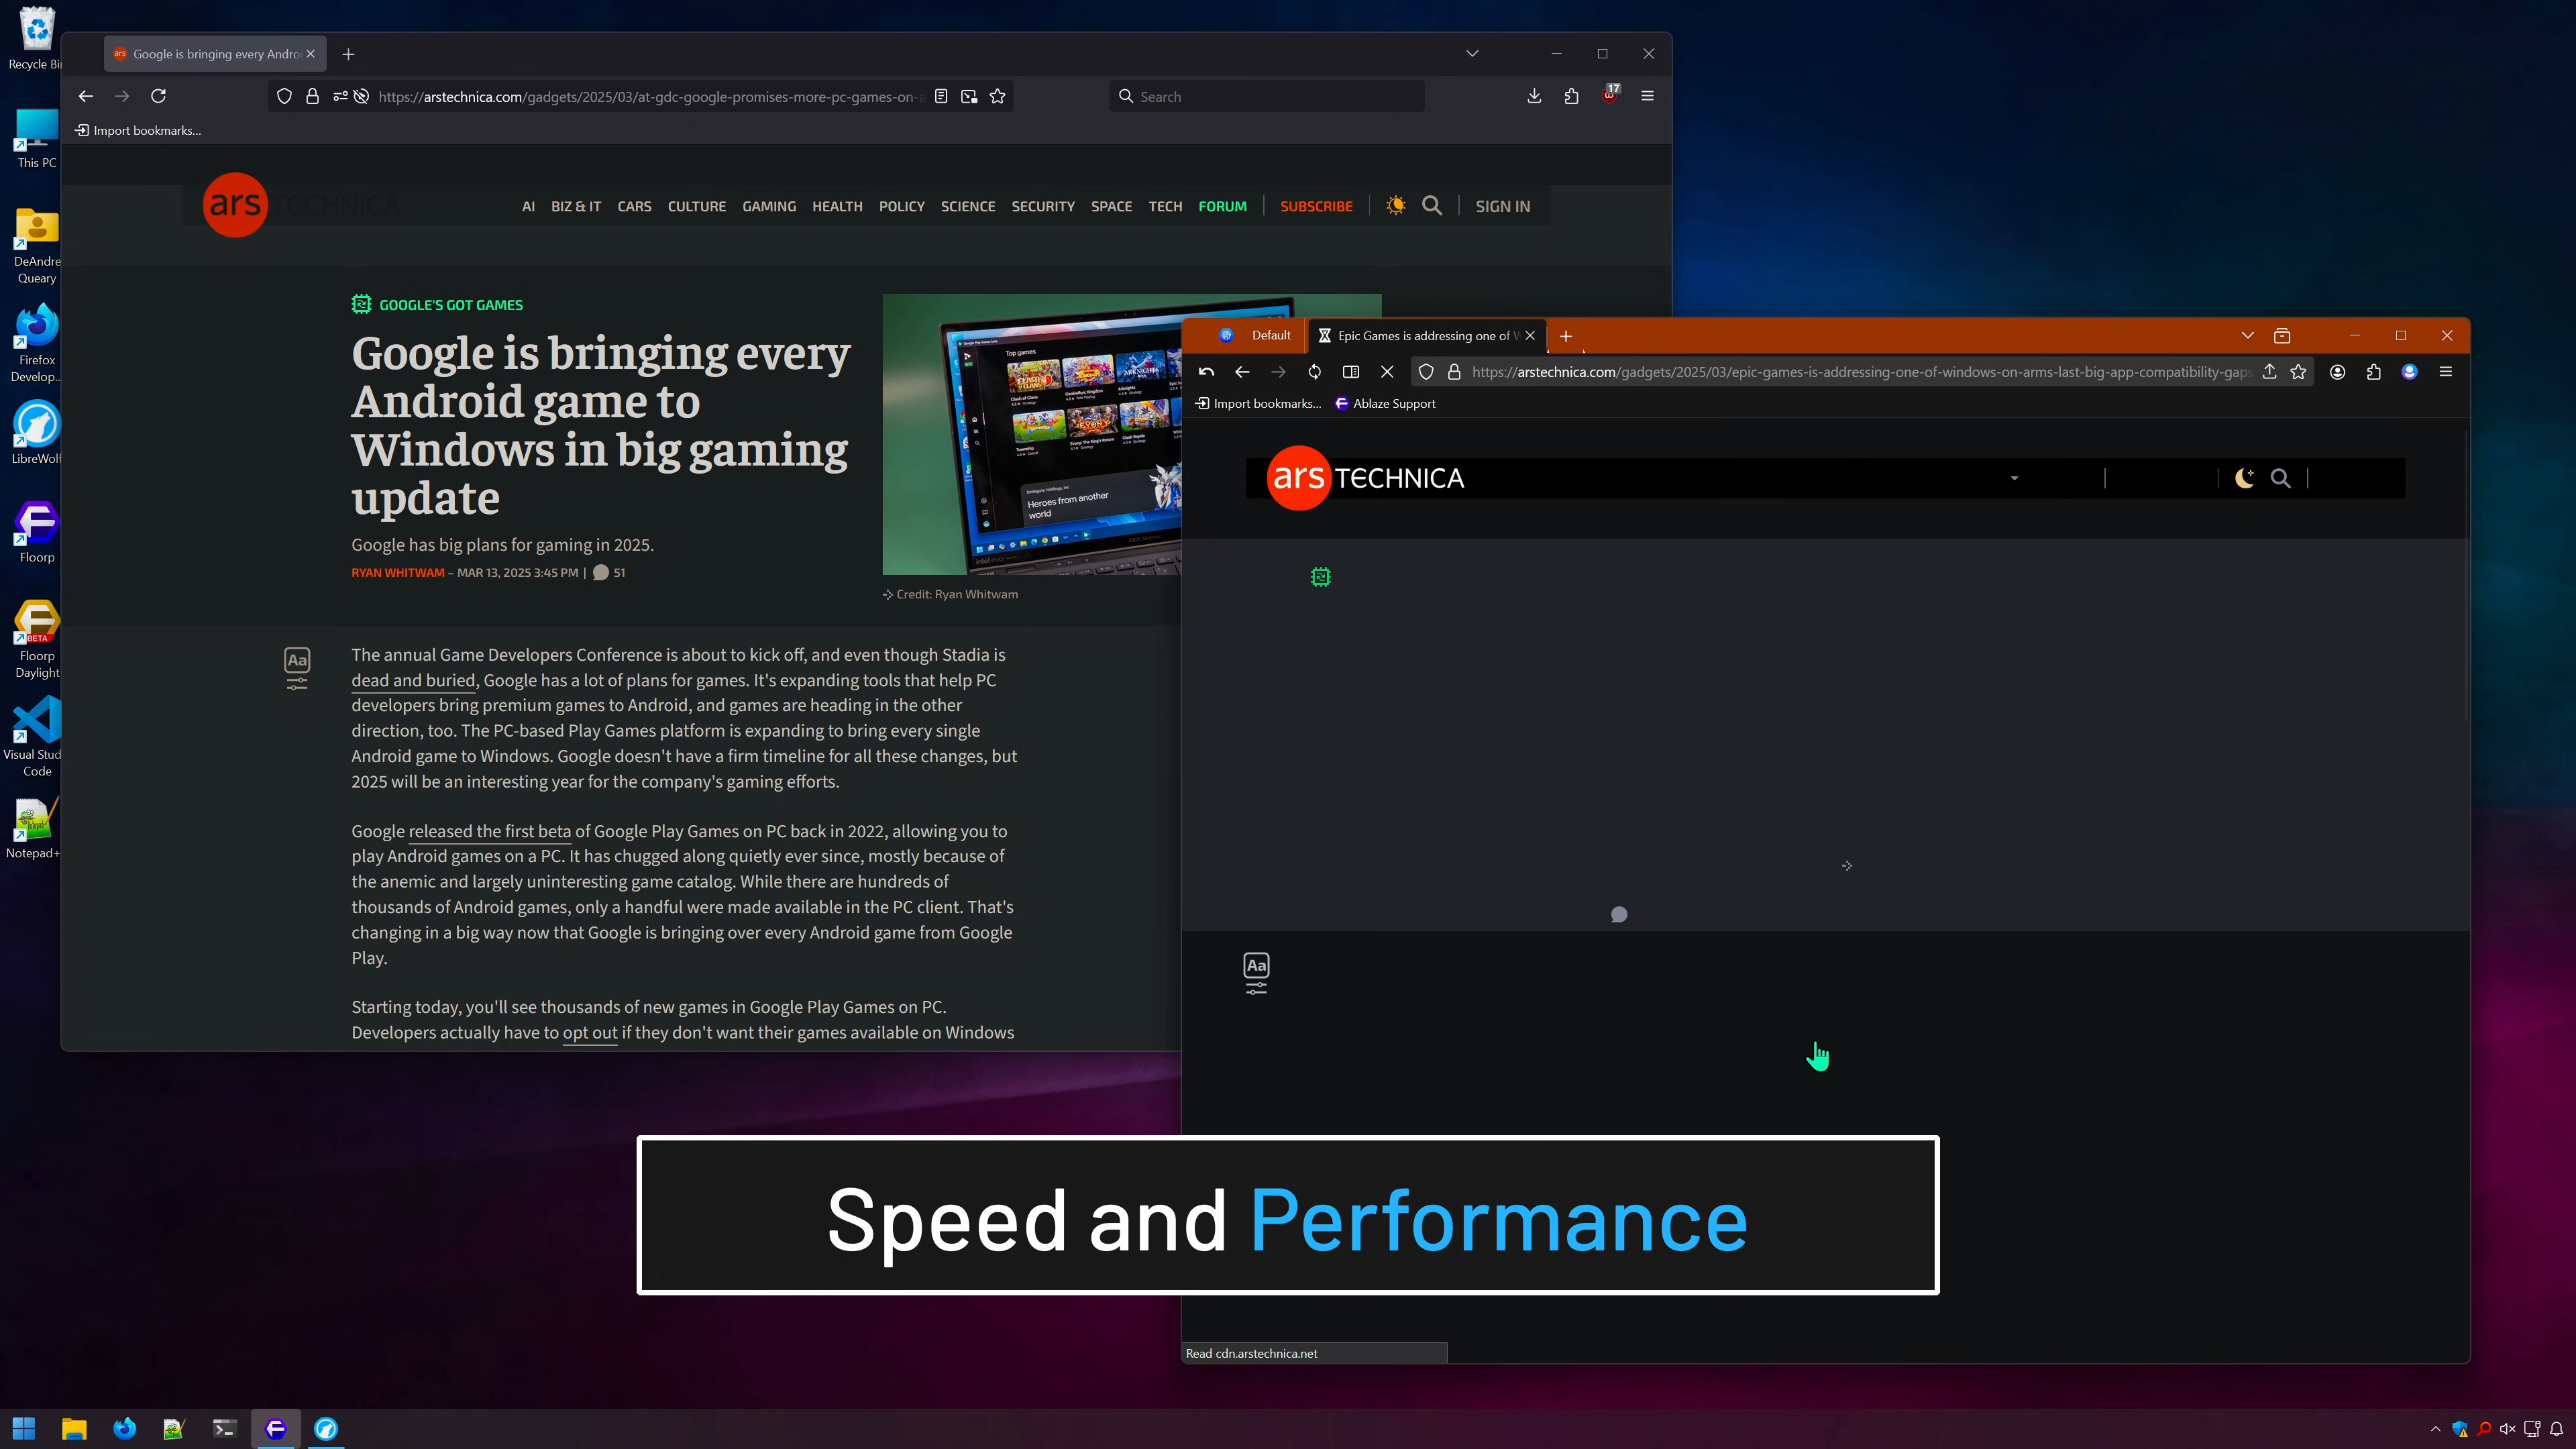 Recycle Bi
This PC
DeAndre
Queary
Firefox
Develop...
LibreWolf
Floorp
BETA
Floorp
Daylight
Visual Stud
Code
Notepad+
ars Google is bringing every Androi
https://arstechnica.com/gadgets/2025/03/at-gdc-google-promises-more-pc-games-on-a
Search
17
Import bookmarks...
ars TECHNICA
AI BIZ & IT CARS CULTURE GAMING HEALTH POLICY SCIENCE SECURITY SPACE TECH FORUM SUBSCRIBE SIGN IN
GOOGLE'S GOT GAMES
Google is bringing every
Android game to
Windows in big gaming
update
Google has big plans for gaming in 2025.
RYAN WHITWAM – MAR 13, 2025 3:45 PM | 51
Top games
Heroes from another
world
Credit: Ryan Whitwam
Aa
The annual Game Developers Conference is about to kick off, and even though Stadia is
dead and buried, Google has a lot of plans for games. It's expanding tools that help PC
developers bring premium games to Android, and games are heading in the other
direction, too. The PC-based Play Games platform is expanding to bring every single
Android game to Windows. Google doesn't have a firm timeline for all these changes, but
2025 will be an interesting year for the company's gaming efforts.
Google released the first beta of Google Play Games on PC back in 2022, allowing you to
play Android games on a PC. It has chugged along quietly ever since, mostly because of
the anemic and largely uninteresting game catalog. While there are hundreds of
thousands of Android games, only a handful were made available in the PC client. That's
changing in a big way now that Google is bringing over every Android game from Google
Play.
Starting today, you'll see thousands of new games in Google Play Games on PC.
Developers actually have to opt out if they don't want their games available on Windows
Default
Epic Games is addressing one of W
https://arstechnica.com/gadgets/2025/03/epic-games-is-addressing-one-of-windows-on-arms-last-big-app-compatibility-gaps
Import bookmarks...
Ablaze Support
ars TECHNICA
Aa
Speed and Performance
Read cdn.arstechnica.net